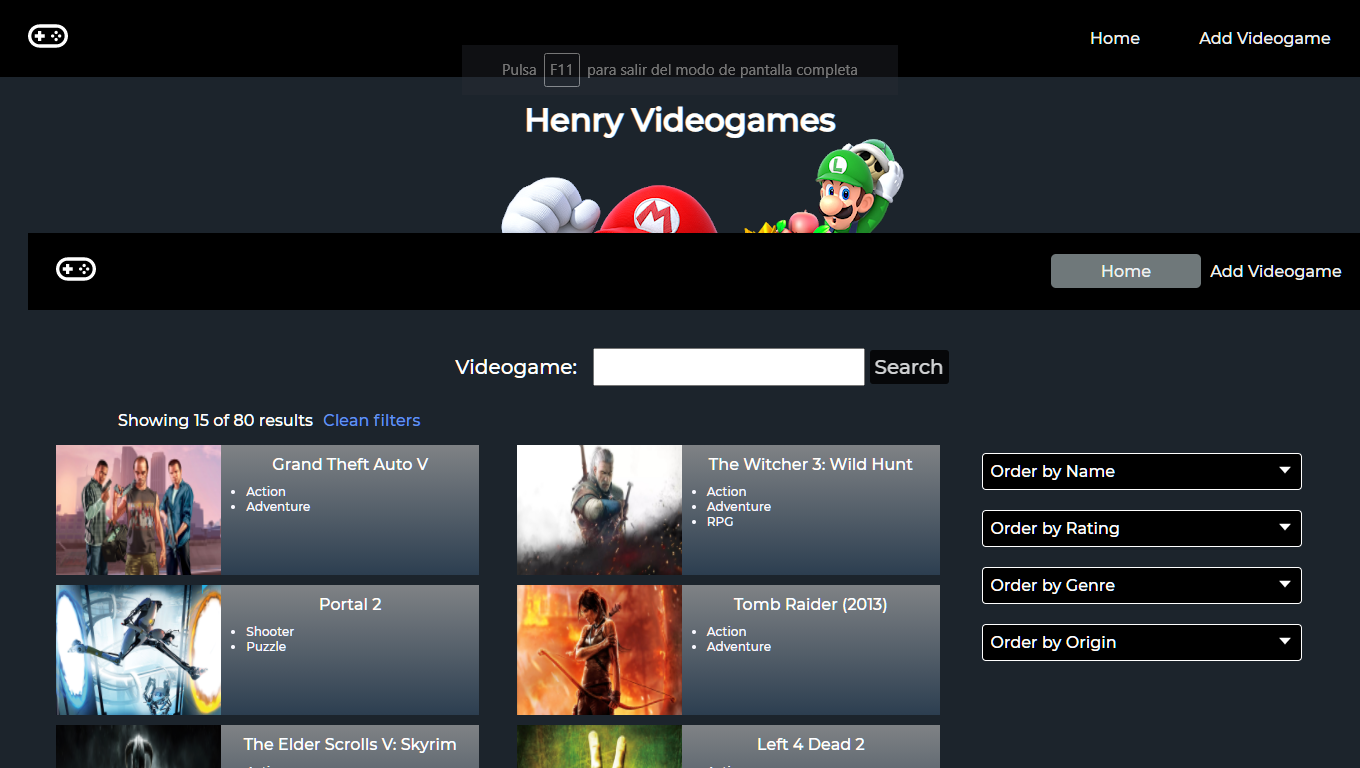 Home Add Videogame
Pulsa F11 para salir del modo de pantalla completa
Henry Videogames
M
L
Home Add Videogame
Videogame: Search
Showing 15 of 80 results Clean filters
Grand Theft Auto V
Action
Adventure
The Witcher 3: Wild Hunt
Action
Adventure
RPG
Order by Name
Order by Rating
Order by Genre
Order by Origin
Portal 2
Shooter
Puzzle
Tomb Raider (2013)
Action
Adventure
The Elder Scrolls V: Skyrim
Left 4 Dead 2